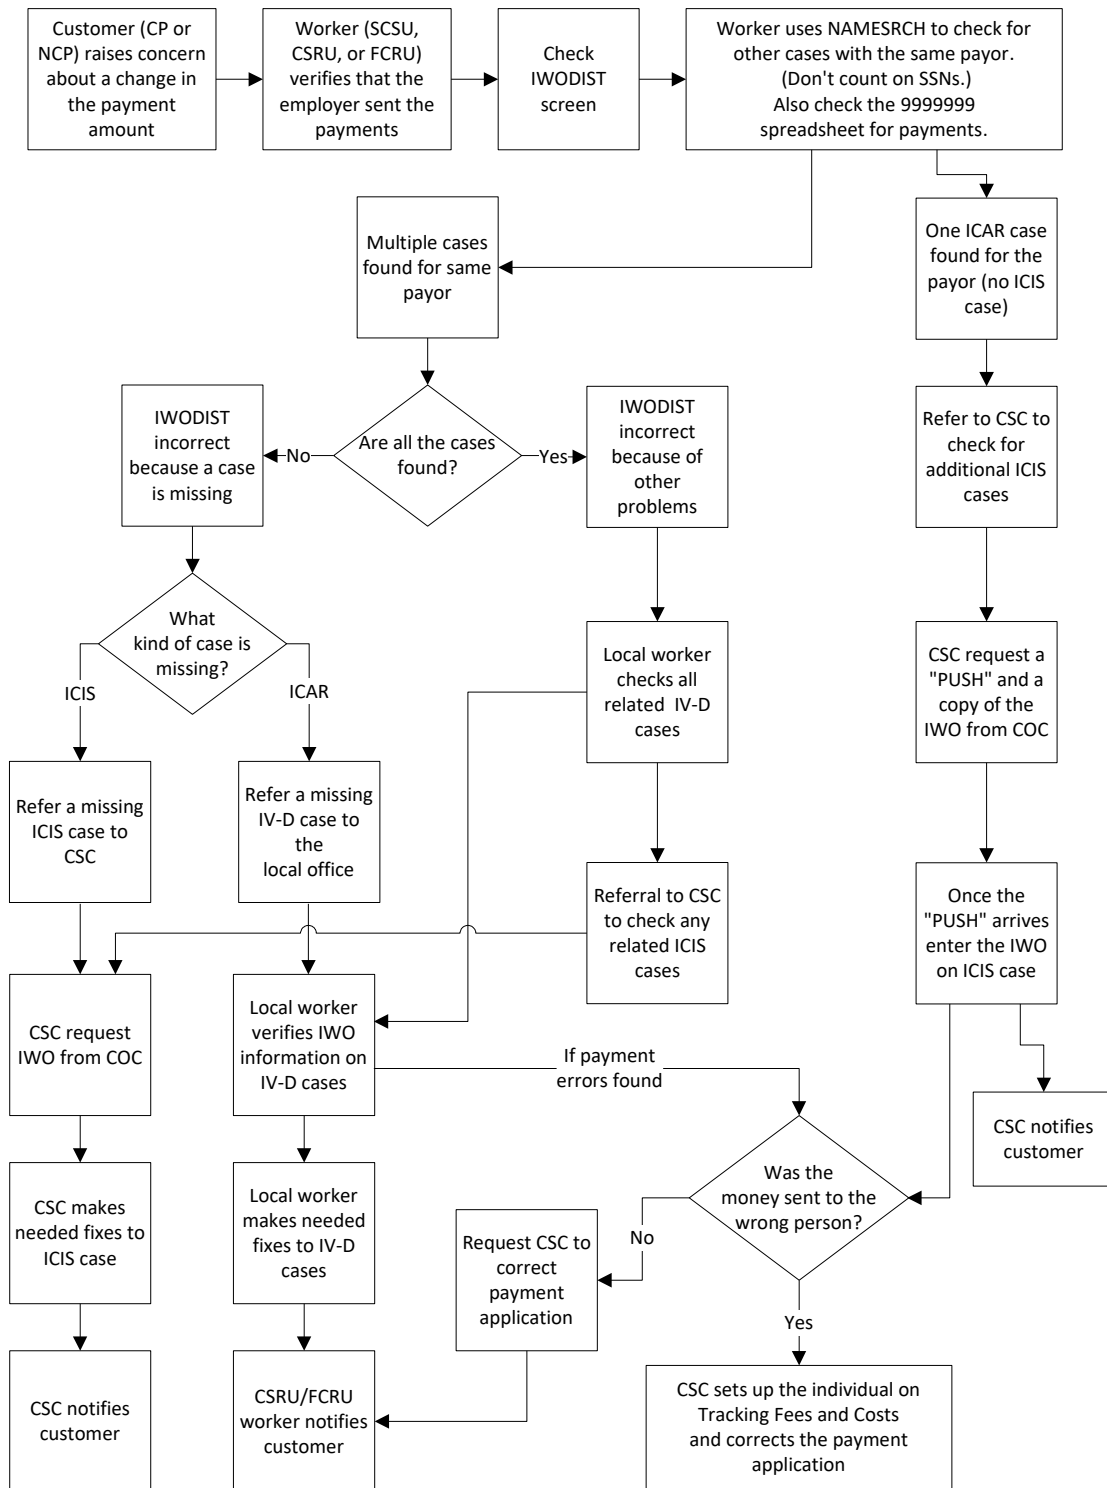 Customer (CP or
NCP) raises concern
about a change in
the payment
amount
Worker (SCSU,
CSRU, or FCRU)
verifies that the
employer sent the
payments
Check
IWODIST
screen
Worker uses NAMESRCH to check for
other cases with the same payor.
(Don't count on SSNs.)
Also check the 9999999
spreadsheet for payments.
Multiple cases
found for same
payor
One ICAR case
found for the
payor (no ICIS
case)
IWODIST
incorrect
because a case
is missing
No
Are all the cases
found?
Yes
IWODIST
incorrect
because of
other
problems
Refer to CSC to
check for
additional ICIS
cases
What
kind of case is
missing?
ICIS
ICAR
Local worker
checks all
related IV-D
cases
CSC request a
"PUSH" and a
copy of the
IWO from COC
Refer a missing
ICIS case to
CSC
Refer a missing
IV-D case to
the
local office
Referral to CSC
to check any
related ICIS
cases
Once the
"PUSH" arrives
enter the IWO
on ICIS case
CSC request
IWO from COC
Local worker
verifies IWO
information on
IV-D cases
If payment
errors found
CSC notifies
customer
CSC makes
needed fixes to
ICIS case
Local worker
makes needed
fixes to IV-D
cases
Request CSC to
correct
payment
application
No
Was the
money sent to the
wrong person?
Yes
CSC notifies
customer
CSRU/FCRU
worker notifies
customer
CSC sets up the individual on
Tracking Fees and Costs
and corrects the payment
application